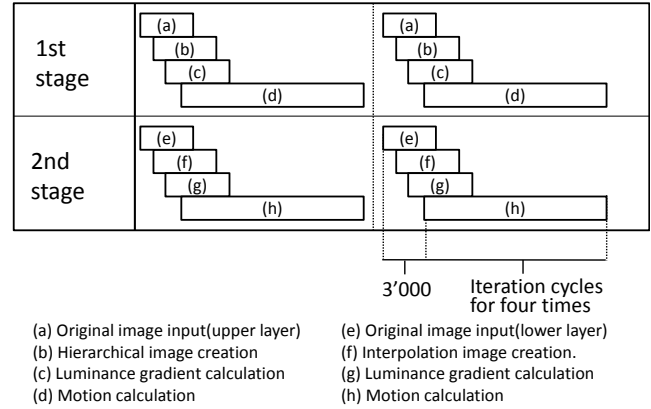 1st stage
(a) (a)
(b) (b)
(c) (c)
(d) (d)
2nd stage
(e) (e)
(f) (f)
(g) (g)
(h) (h)
3'000
Iteration cycles
for four times
(a) Original image input(upper layer)
(b) Hierarchical image creation
(c) Luminance gradient calculation
(d) Motion calculation
(e) Original image input(lower layer)
(f) Interpolation image creation.
(g) Luminance gradient calculation
(h) Motion calculation